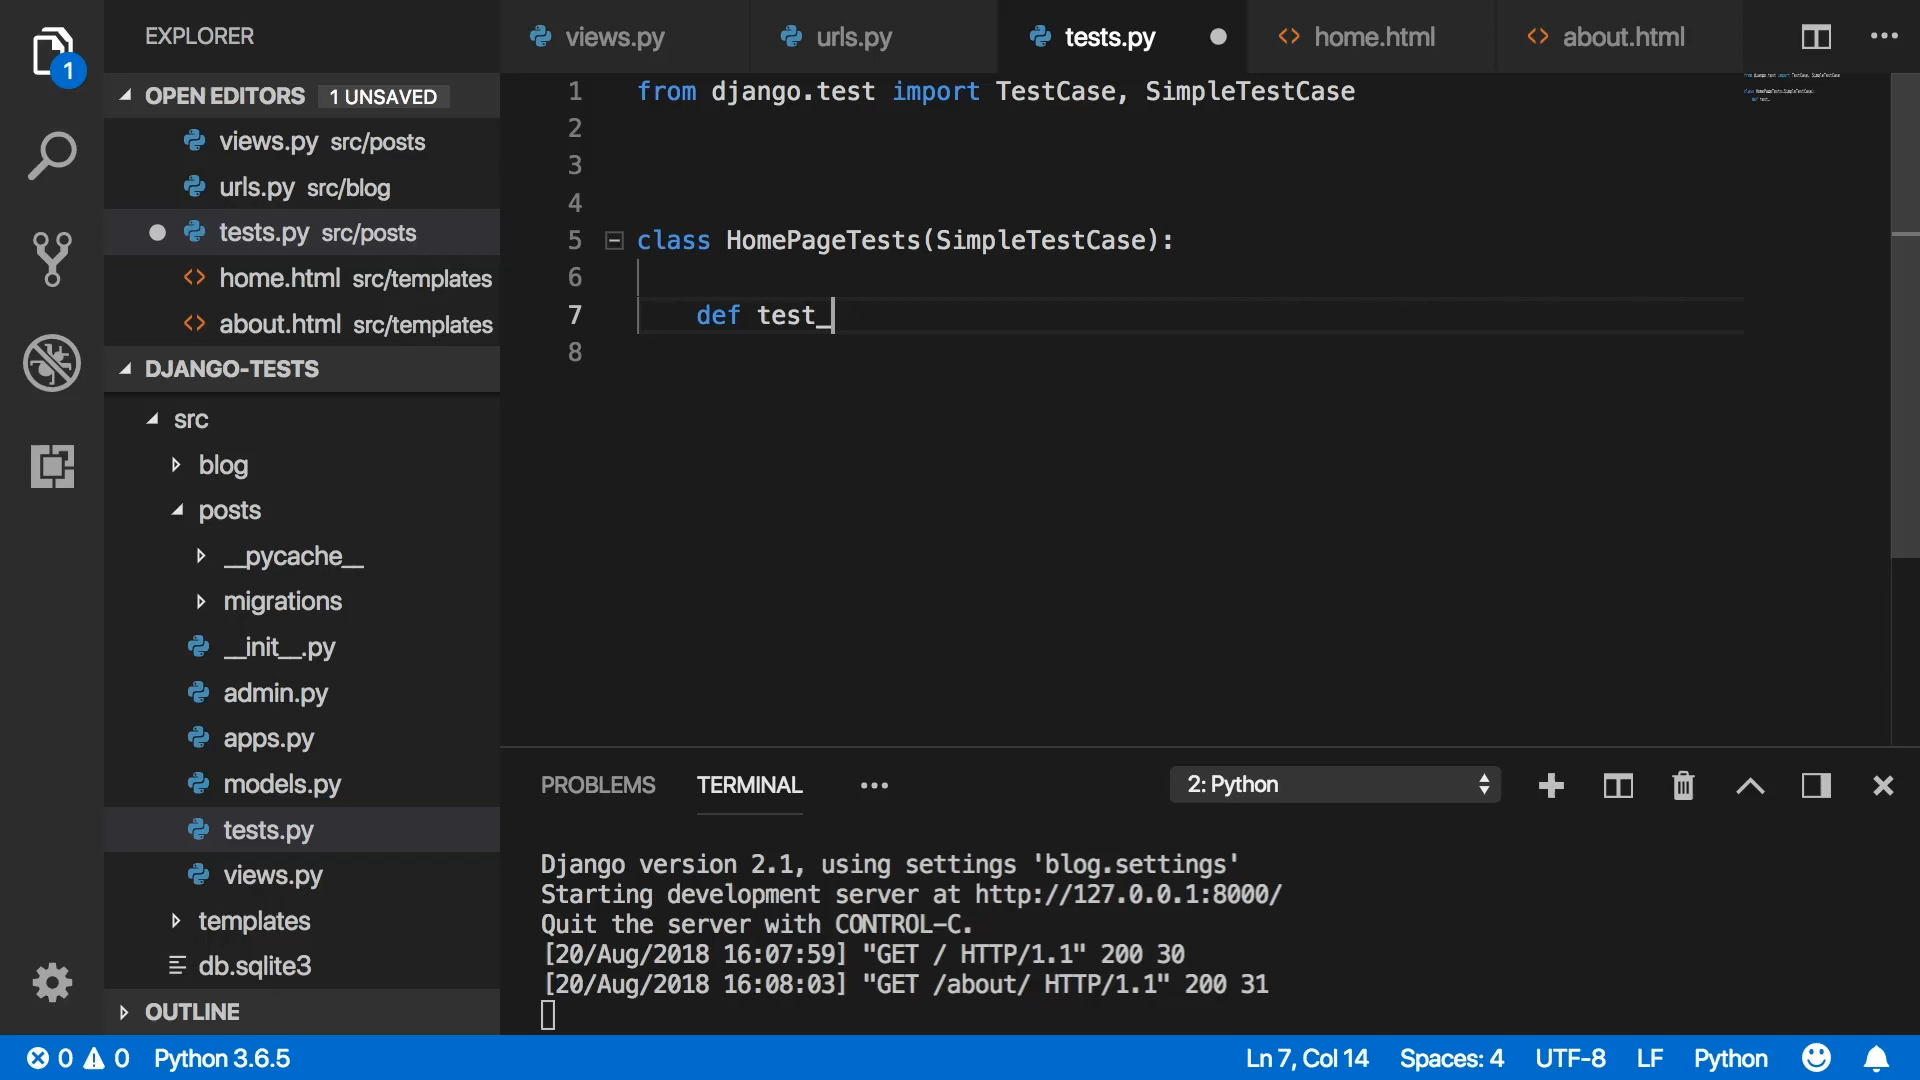 1
EXPLORER
OPEN EDITORS 1 UNSAVED
views.py src/posts
urls.py src/blog
tests.py src/posts
home.html src/templates
about.html src/templates
DJANGO-TESTS
src
blog
posts
__pycache__
migrations
__init__.py
admin.py
apps.py
models.py
tests.py
views.py
templates
db.sqlite3
OUTLINE
views.py urls.py tests.py home.html about.html
1 from django.test import TestCase, SimpleTestCase
2
3
4
5 class HomePageTests(SimpleTestCase):
6
7 def test_
8
PROBLEMS TERMINAL 2: Python
Django version 2.1, using settings 'blog.settings'
Starting development server at http://127.0.0.1:8000/
Quit the server with CONTROL-C.
[20/Aug/2018 16:07:59] "GET / HTTP/1.1" 200 30
[20/Aug/2018 16:08:03] "GET /about/ HTTP/1.1" 200 31
0 0 Python 3.6.5 Ln 7, Col 14 Spaces: 4 UTF-8 LF Python